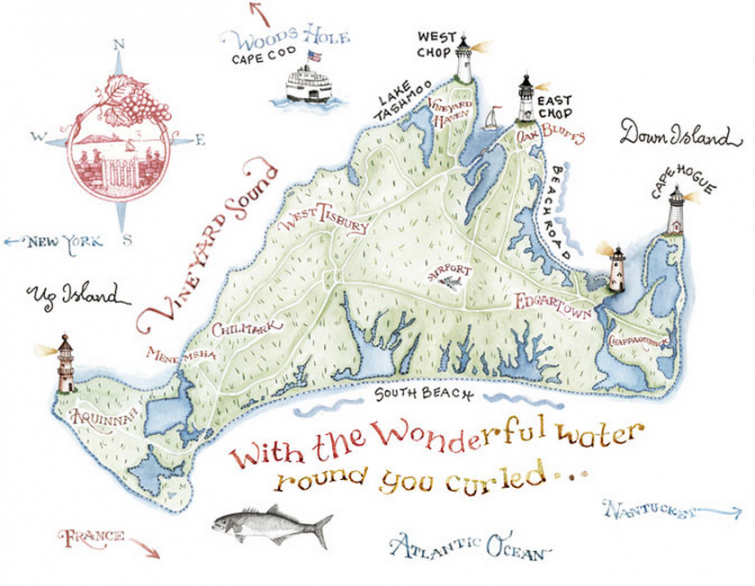 WOODS HOLE
CAPE COD
WEST
CHOP
N
LAKE
TASHMOO
VINEYARD
HAVEN
EAST
CHOP
OAK BLUFFS
Down Island
W
E
CAPE HOGUE
BEACH ROAD
VINEYARD Sound
WEST TISBURY
S
NEW YORK
AIRPORT
Up Island
EDGARTOWN
CHILMARK
CHAPPAQUIDDICK
MENEMSHA
SOUTH BEACH
AQUINNAH
With the Wonderful water
round you curled...
NANTUCKET
FRANCE
ATLANTIC OCEAN